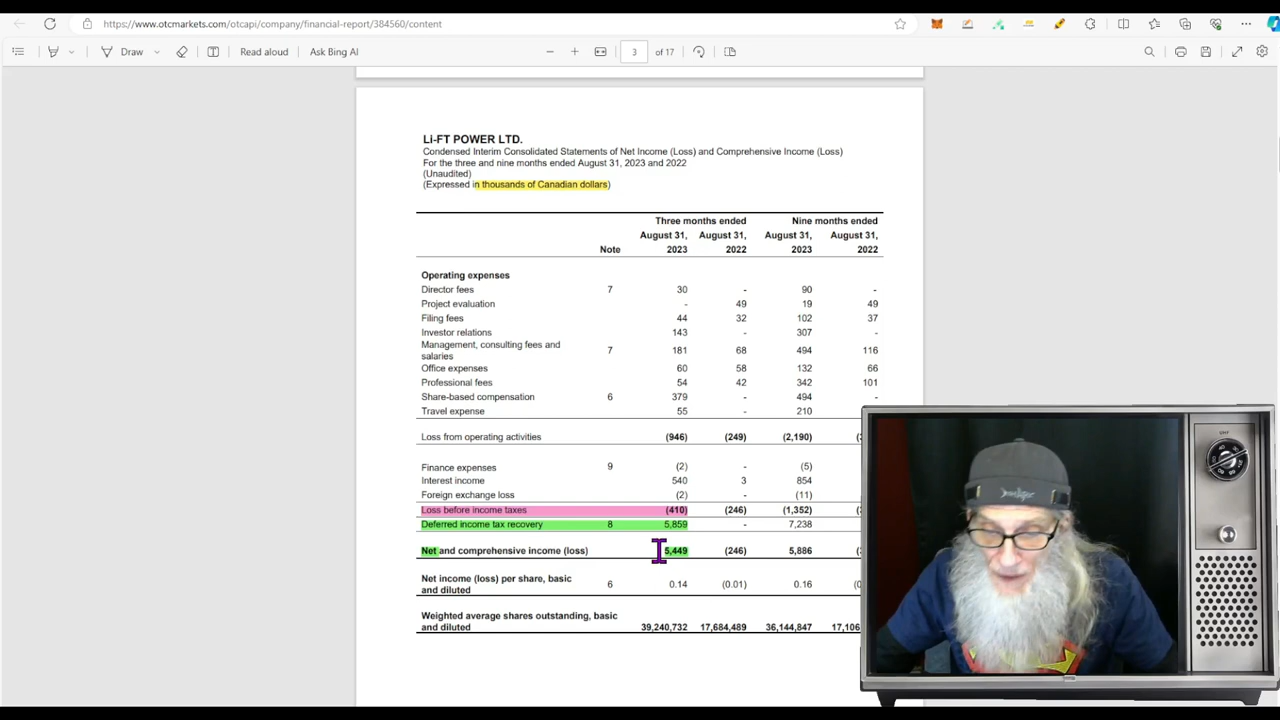 https://www.otcmarkets.com/otcapi/company/financial-report/384560/content
Draw Read aloud Ask Bing AI 3 of 17
Li-FT POWER LTD.
Condensed Interim Consolidated Statements of Net Income (Loss) and Comprehensive Income (Loss)
For the three and nine months ended August 31, 2023 and 2022
(Unaudited)
(Expressed in thousands of Canadian dollars)
Three months ended Nine months ended
August 31, August 31, August 31, August 31,
Note 2023 2022 2023 2022
Operating expenses
Director fees 7 30 - 90 -
Project evaluation - 49 19 49
Filing fees 44 32 102 37
Investor relations 143 - 307 -
Management, consulting fees and
salaries 7 181 68 494 116
Office expenses 60 58 132 66
Professional fees 54 42 342 101
Share-based compensation 6 379 - 494 -
Travel expense 55 - 210
Loss from operating activities (946) (249) (2,190)
Finance expenses 9 (2) - (5)
Interest income 540 3 854
Foreign exchange loss (2) - (11)
Loss before income taxes (410) (246) (1,352)
Deferred income tax recovery 8 5,859 - 7,238
Net and comprehensive income (loss) 5,449 (246) 5,886
Net income (loss) per share, basic
and diluted 6 0.14 (0.01) 0.16
Weighted average shares outstanding, basic
and diluted 39,240,732 17,684,489 36,144,847 17,106